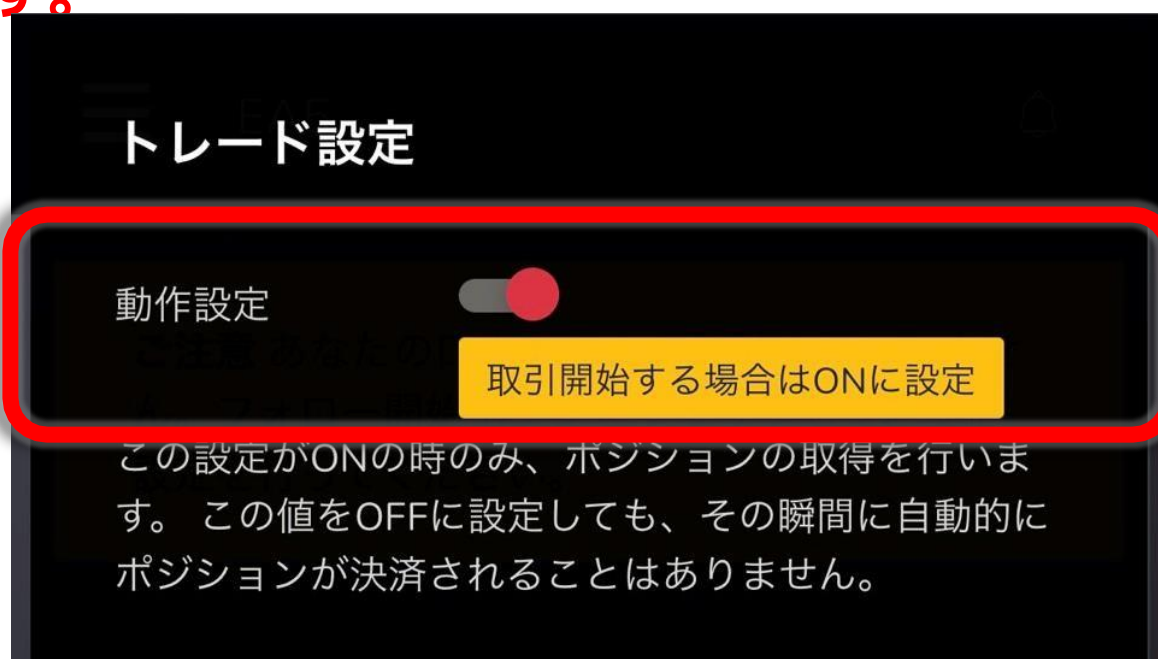 す。
トレード設定
動作設定
取引開始する場合はONに設定
この設定がONの時のみ、ポジションの取得を行いま
す。 この値をOFFに設定しても、その瞬間に自動的に
ポジションが決済されることはありません。